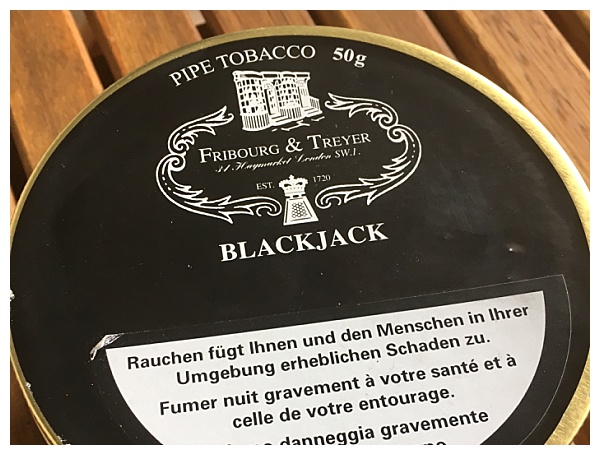 PIPE TOBACCO 50g
FRIBOURG & TREYER
34 Haymarket London SW.1.
EST. 1720
BLACKJACK
Rauchen fügt Ihnen und den Menschen in Ihrer
Umgebung erheblichen Schaden zu.
Fumer nuit gravement à votre santé et à
celle de votre entourage.
danneggia gravemente